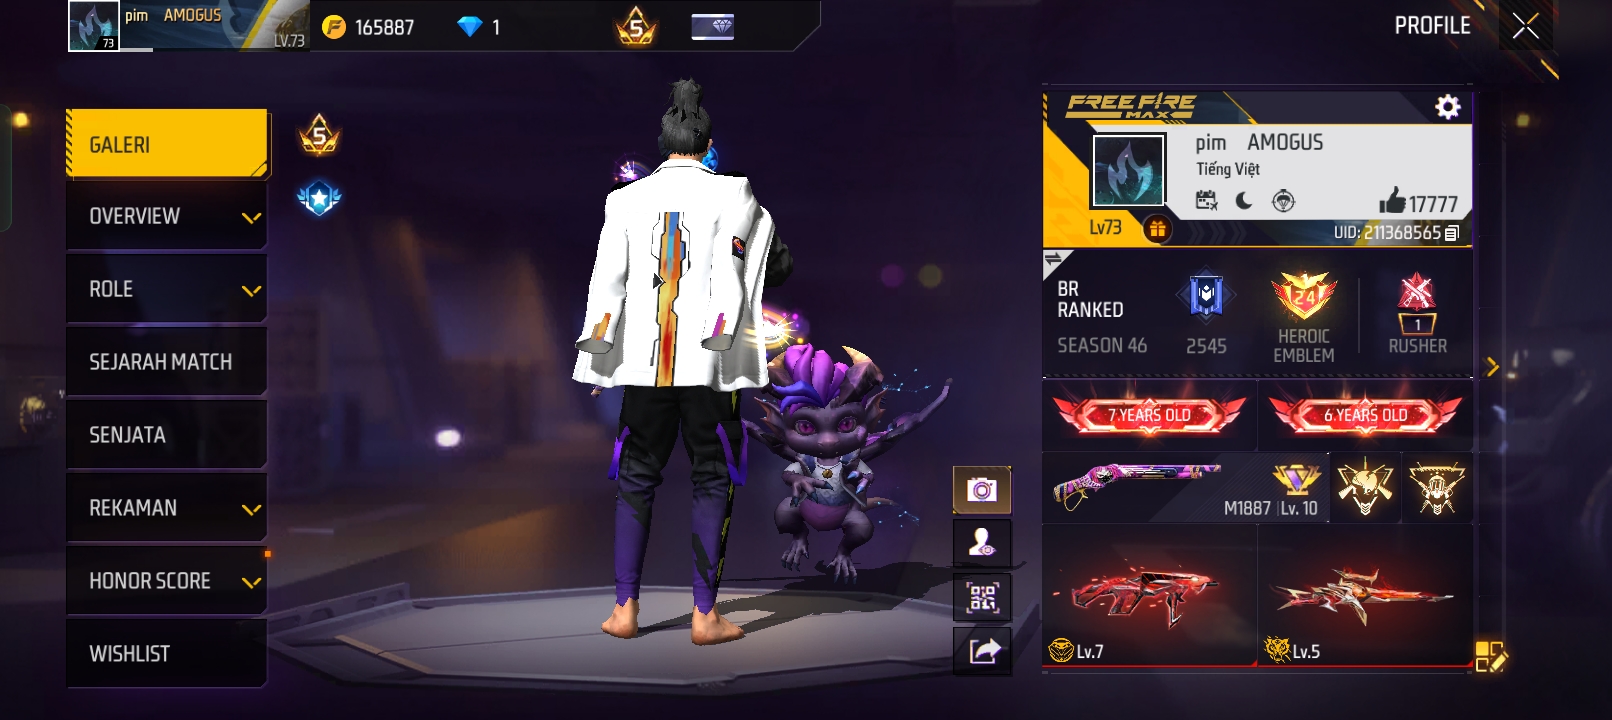 pim AMOGUS
73
LV.73
165887
1
5
PROFILE
GALERI
OVERVIEW
ROLE
SEJARAH MATCH
SENJATA
REKAMAN
HONOR SCORE
WISHLIST
5
FREE FIRE
MAX
pim AMOGUS
Tiếng Việt
17777
Lv73
UID: 211368565
BR
RANKED
SEASON 46
2545
24
HEROIC
EMBLEM
1
RUSHER
7 YEARS OLD
6 YEARS OLD
M1887 Lv. 10
Lv.7
Lv.5